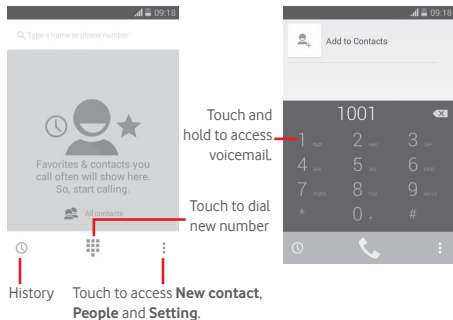 09:18
Type a name or phone number
Favorites & contacts you
call often will show here.
So, start calling.
All contacts
History
Touch to access New contact,
People and Setting.
Touch to dial
new number
Touch and
hold to access
voicemail.
09:18
Add to Contacts
1001
1
2 ABC
3 DEF
4 GHI
5 JKL
6 MNO
7 PQRS
8 TUV
9 WXYZ
*
0 +
#